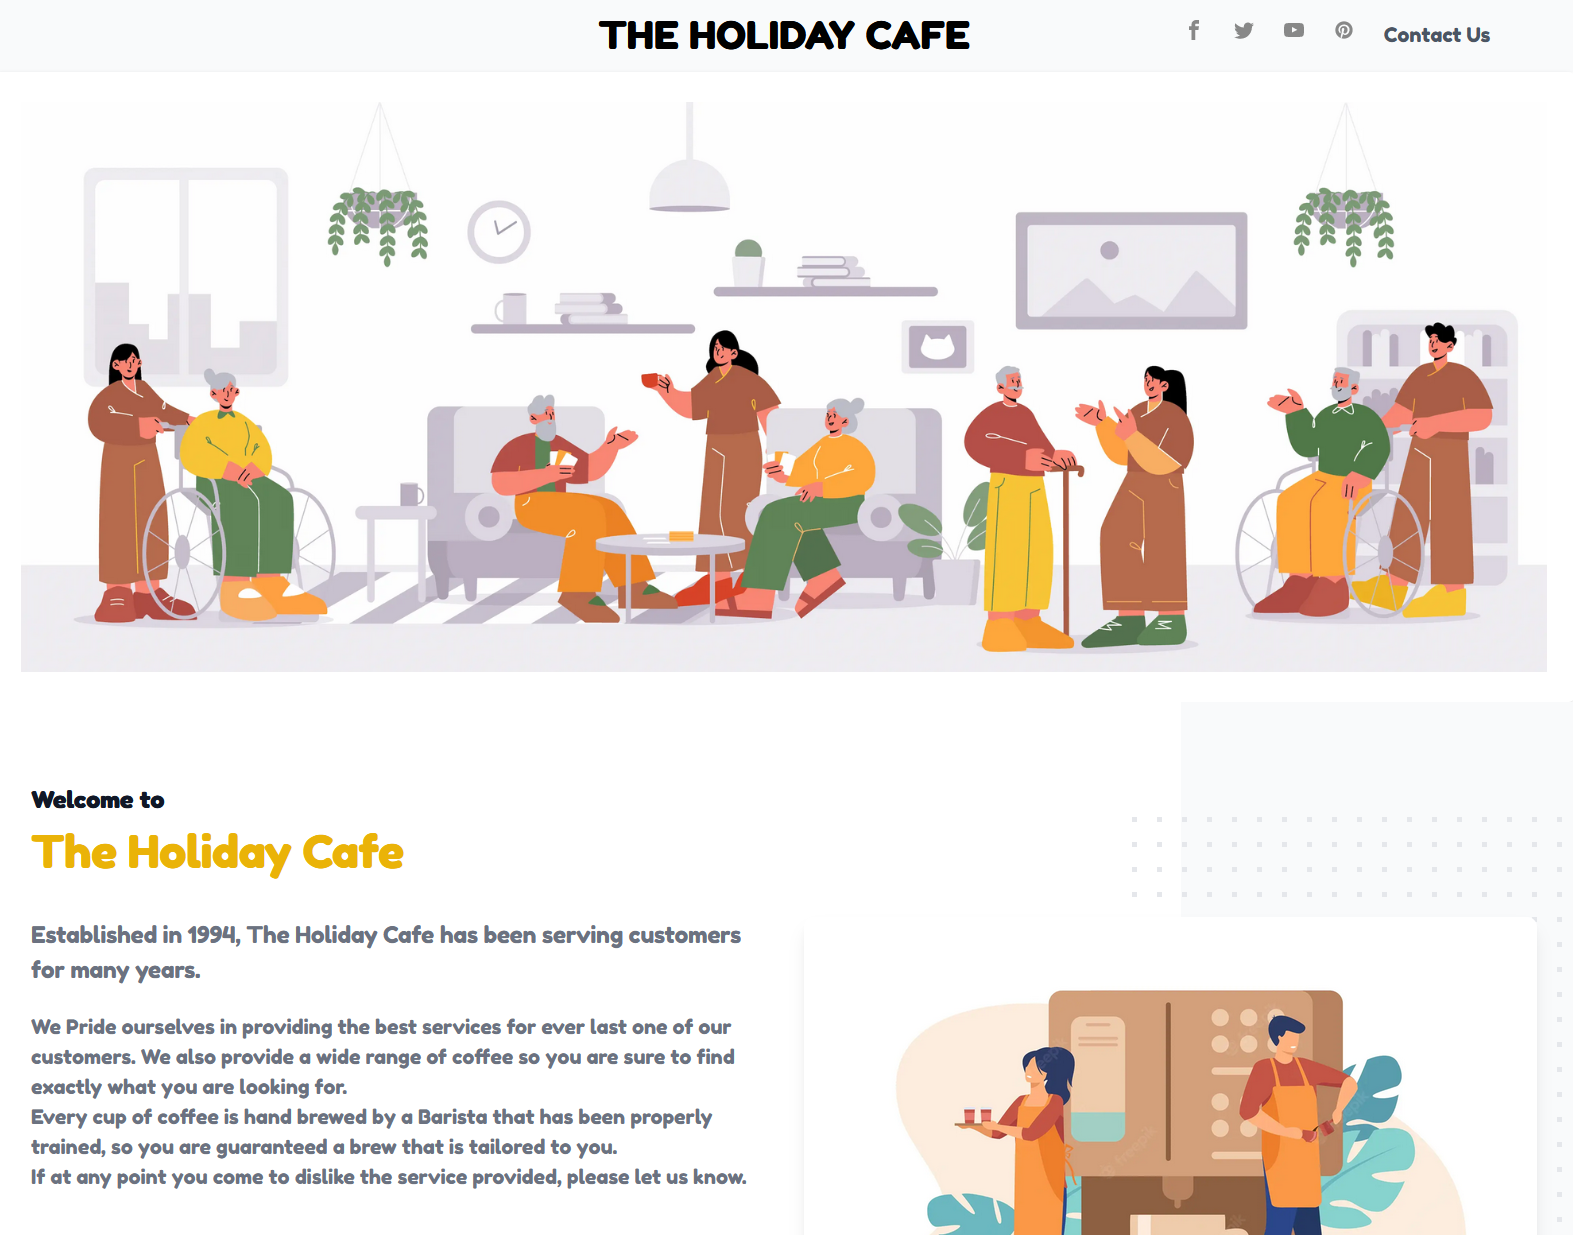 THE HOLIDAY CAFE
Contact Us
Welcome to
The Holiday Cafe
Established in 1994, The Holiday Cafe has been serving customers
for many years.
We Pride ourselves in providing the best services for ever last one of our
customers. We also provide a wide range of coffee so you are sure to find
exactly what you are looking for.
Every cup of coffee is hand brewed by a Barista that has been properly
trained, so you are guaranteed a brew that is tailored to you.
If at any point you come to dislike the service provided, please let us know.
freepik